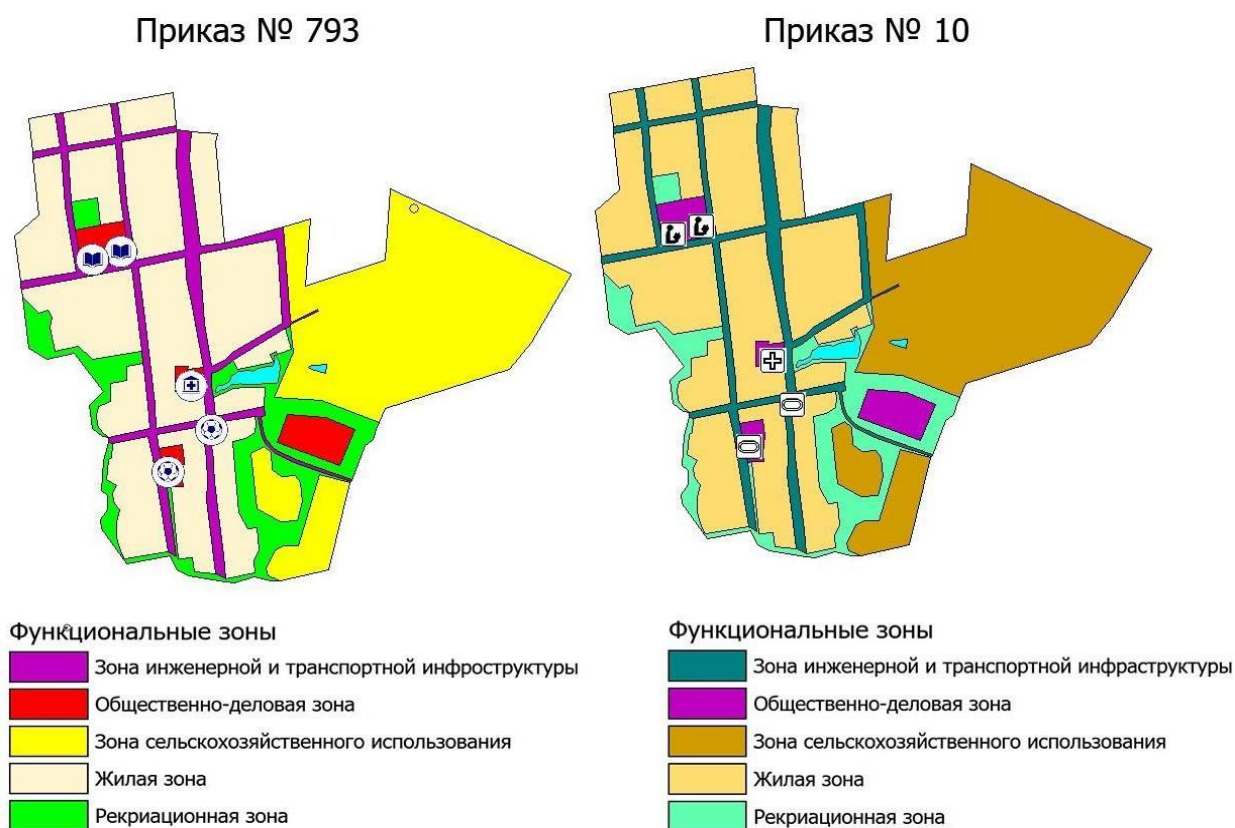 Приказ № 793
Приказ № 10
Функциональные зоны
Зона инженерной и транспортной инфроструктуры
Общественно-деловая зона
Зона сельскохозяйственного использования
Жилая зона
Рекриационная зона
Функциональные зоны
Зона инженерной и транспортной инфраструктуры
Общественно-деловая зона
Зона сельскохозяйственного использования
Жилая зона
Рекриационная зона